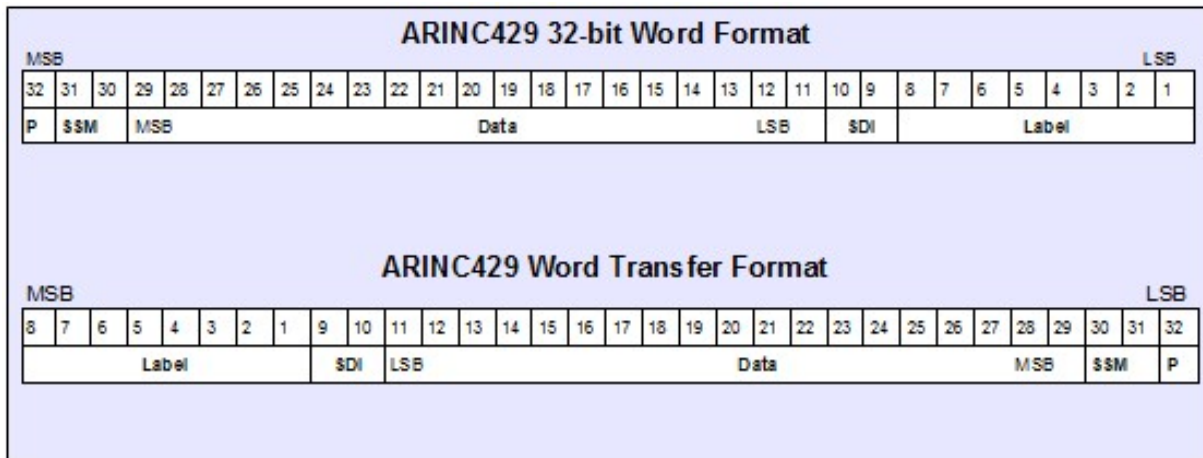 ARINC429 32-bit Word Format
MSB LSB
32 31 30 29 28 27 26 25 24 23 22 21 20 19 18 17 16 15 14 13 12 11 10 9 8 7 6 5 4 3 2 1
P SSM MSB Data LSB SDI Label
ARINC429 Word Transfer Format
MSB LSB
8 7 6 5 4 3 2 1 9 10 11 12 13 14 15 16 17 18 19 20 21 22 23 24 25 26 27 28 29 30 31 32
Label SDI LSB Data MSB SSM P